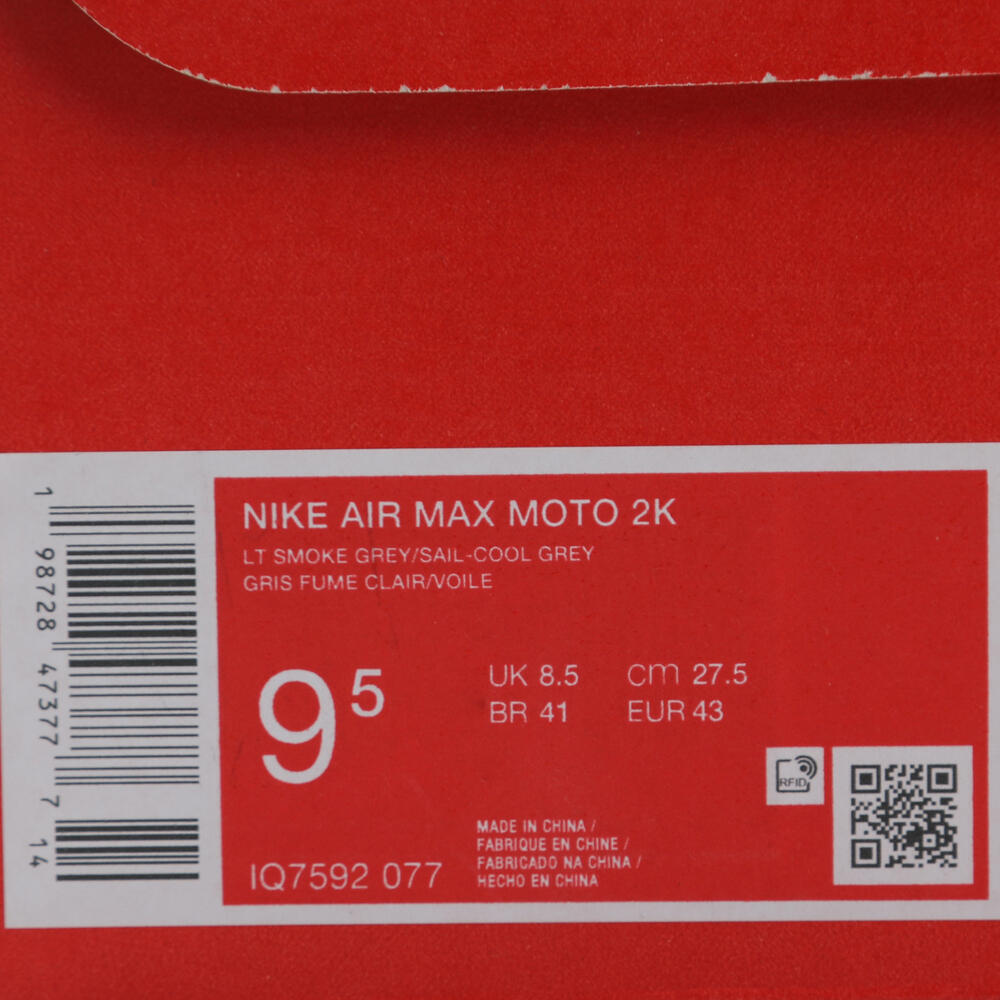 NIKE AIR MAX MOTO 2K
LT SMOKE GREY/SAIL-COOL GREY
GRIS FUME CLAIR/VOILE
9 5
UK 8.5 cm 27.5
BR 41 EUR 43
RFID
MADE IN CHINA /
FABRIQUE EN CHINE /
FABRICADO NA CHINA /
HECHO EN CHINA
IQ7592 077
1 98728 47377 7 14